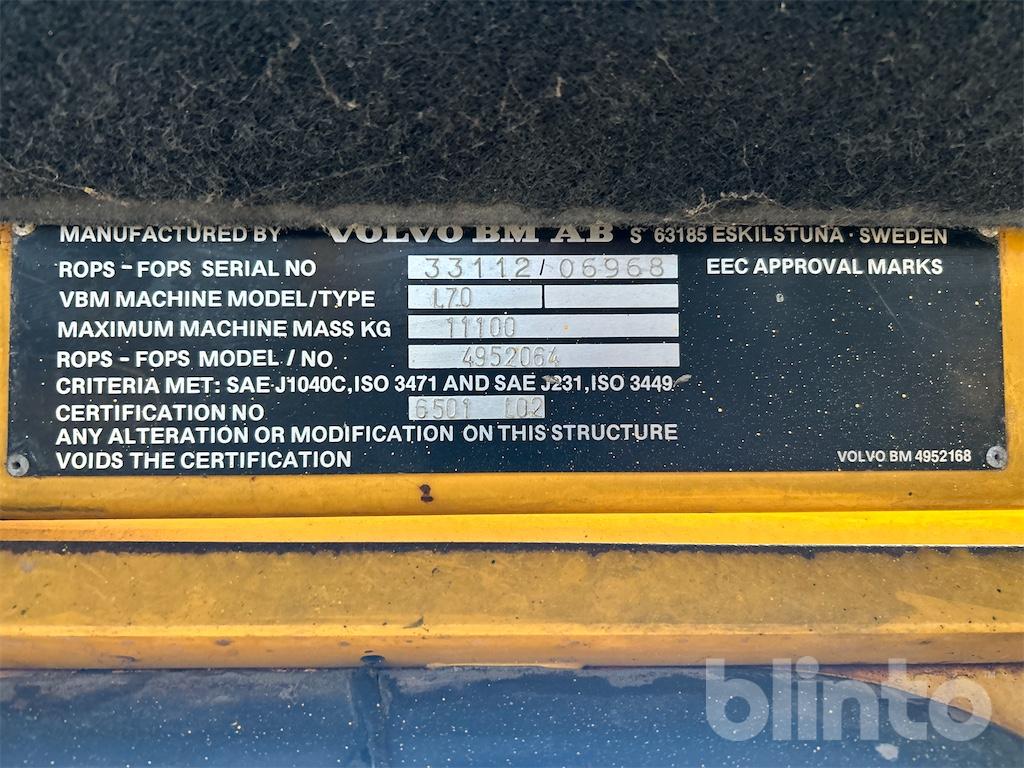 MANUFACTURED BY VOLVO BM AB S 63185 ESKILSTUNA · SWEDEN
ROPS - FOPS SERIAL NO 33112/06968 EEC APPROVAL MARKS
VBM MACHINE MODEL/TYPE L70
MAXIMUM MACHINE MASS KG 11100
ROPS - FOPS MODEL / NO 4952064
CRITERIA MET: SAE J1040C, ISO 3471 AND SAE J231, ISO 3449
CERTIFICATION NO 6501 L02
ANY ALTERATION OR MODIFICATION ON THIS STRUCTURE
VOIDS THE CERTIFICATION
VOLVO BM 4952168
blinto